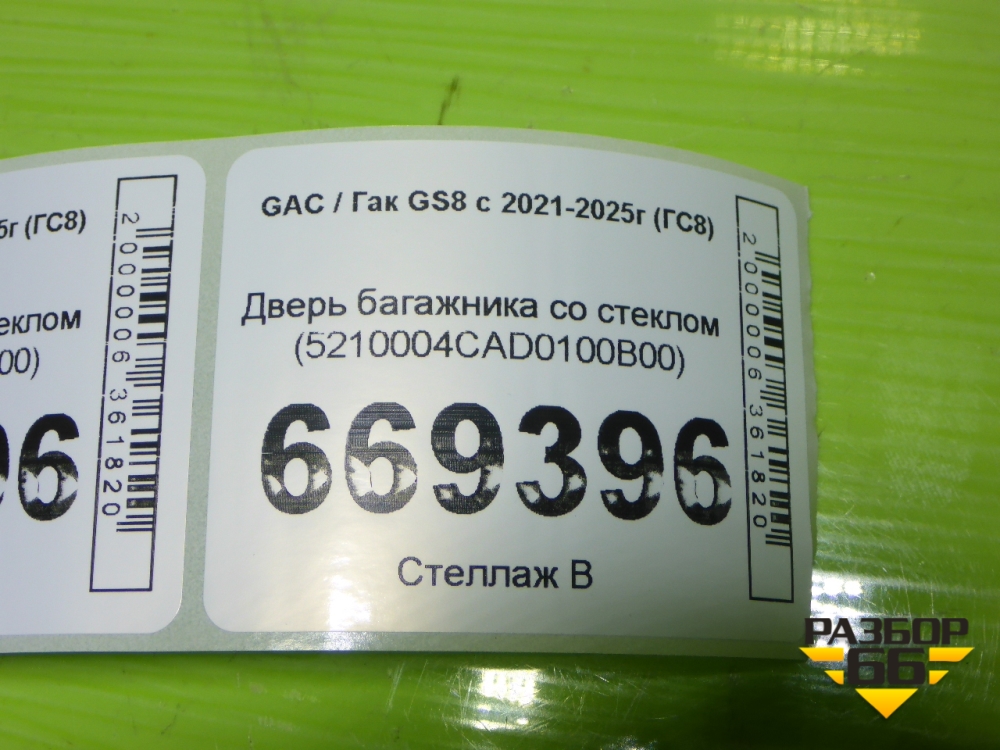 5г (ГС8)
теклом
00)
96
2000006361820
GAC / Гак GS8 с 2021-2025г (ГС8)
Дверь багажника со стеклом
(5210004CAD0100B00)
669396
Стеллаж В
2000006361820
РАЗБОР
66